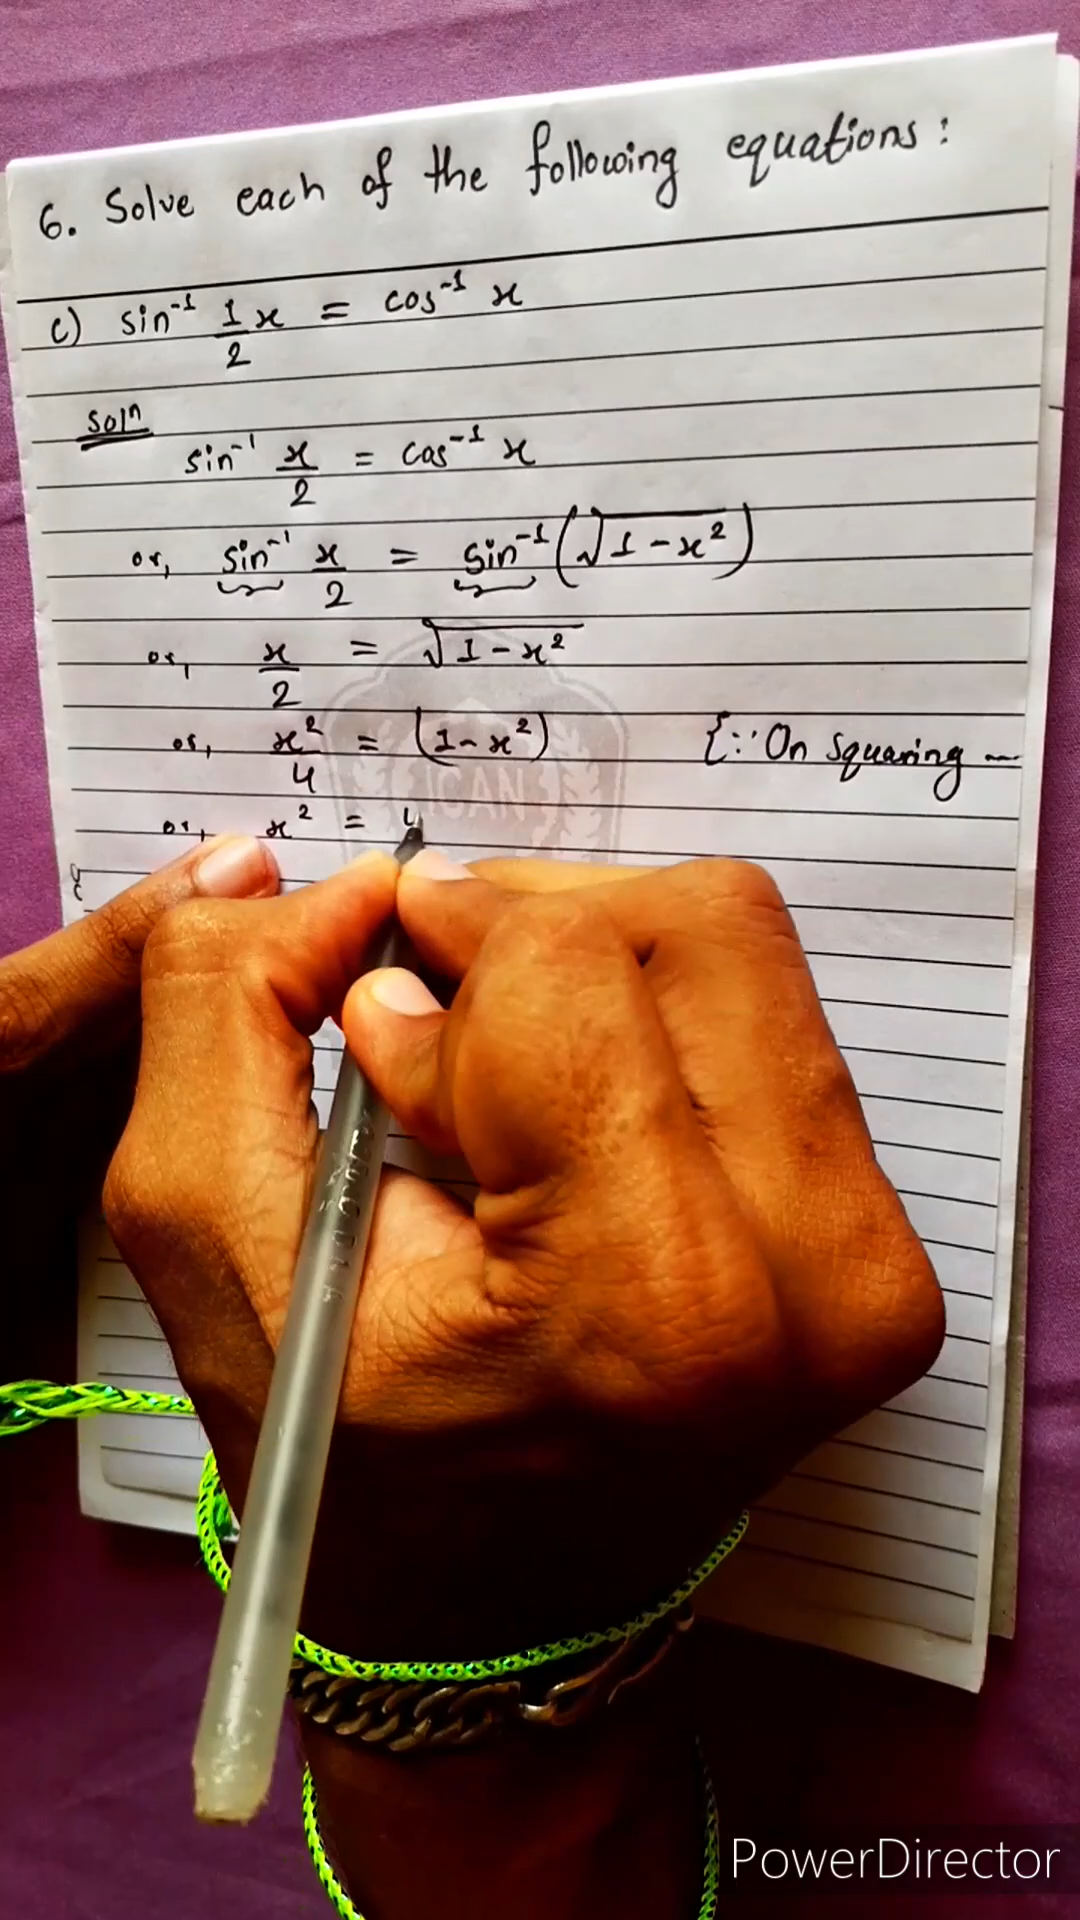 6. Solve each of the following equations:
c) sin⁻¹ 1/2 x = cos⁻¹ x
Solⁿ
sin⁻¹ x/2 = cos⁻¹ x
or, sin⁻¹ x/2 = sin⁻¹(√1-x²)
or, x/2 = √1-x²
or, x²/4 = (1-x²) {∵ On squaring
or, x² = 4
ICAN
PowerDirector